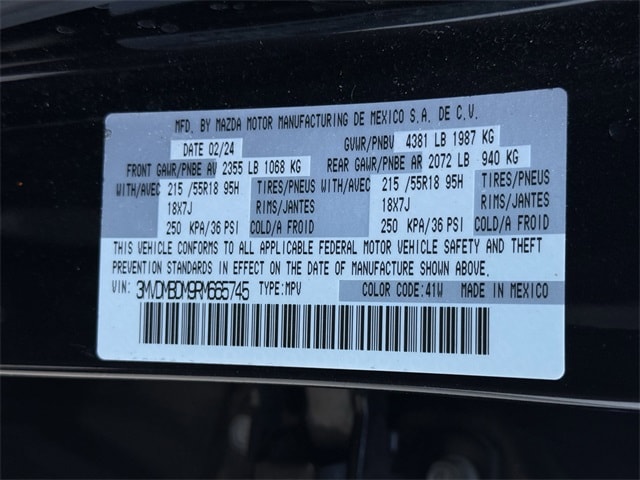 MFD. BY MAZDA MOTOR MANUFACTURING DE MEXICO S.A. DE C.V.
DATE 02/24 GVWR/PNBV 4381 LB 1987 KG
FRONT GAWR/PNBE AV 2355 LB 1068 KG REAR GAWR/PNBE AR 2072 LB 940 KG
WITH/AVEC 215 /55R18 95H TIRES/PNEUS WITH/AVEC 215 /55R18 95H TIRES/PNEUS
18X7J RIMS/JANTES 18X7J RIMS/JANTES
250 KPA/36 PSI COLD/A FROID 250 KPA/36 PSI COLD/A FROID
THIS VEHICLE CONFORMS TO ALL APPLICABLE FEDERAL MOTOR VEHICLE SAFETY AND THEFT
PREVENTION STANDARDS IN EFFECT ON THE DATE OF MANUFACTURE SHOWN ABOVE.
VIN: 3MVDMBDM9RM665745 TYPE:MPV COLOR CODE:41W MADE IN MEXICO